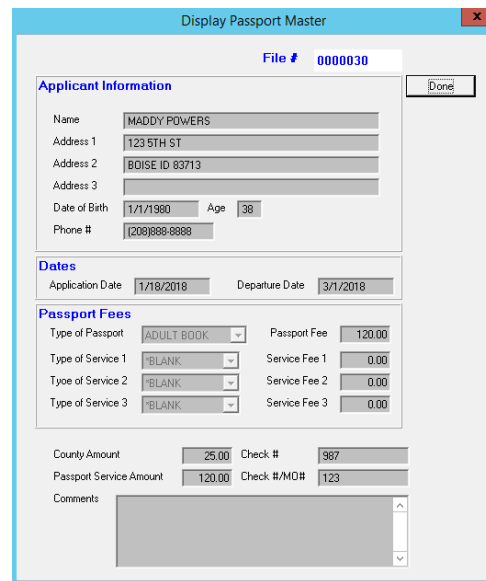 Display Passport Master x
File # 0000030
Applicant Information Done
Name MADDY POWERS
Address 1 123 5TH ST
Address 2 BOISE ID 83713
Address 3
Date of Birth 1/1/1980 Age 38
Phone # (208)888-8888
Dates
Application Date 1/18/2018 Departure Date 3/1/2018
Passport Fees
Type of Passport ADULT BOOK Passport Fee 120.00
Type of Service 1 *BLANK Service Fee 1 0.00
Type of Service 2 *BLANK Service Fee 2 0.00
Type of Service 3 *BLANK Service Fee 3 0.00
County Amount 25.00 Check # 987
Passport Service Amount 120.00 Check #/MO# 123
Comments